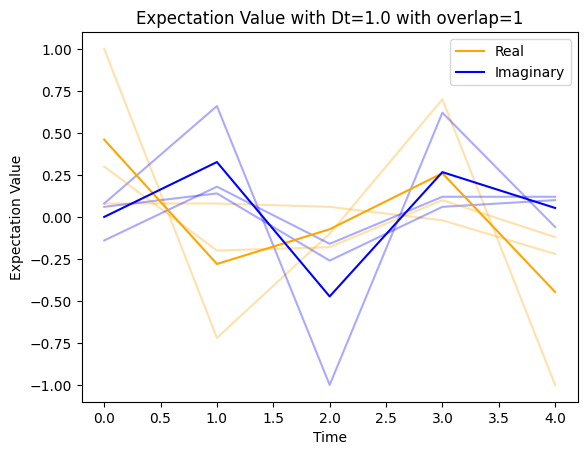 Expectation Value with Dt=1.0 with overlap=1
Real
Imaginary
1.00
0.75
0.50
0.25
0.00
−0.25
−0.50
−0.75
−1.00
Expectation Value
0.0 0.5 1.0 1.5 2.0 2.5 3.0 3.5 4.0
Time